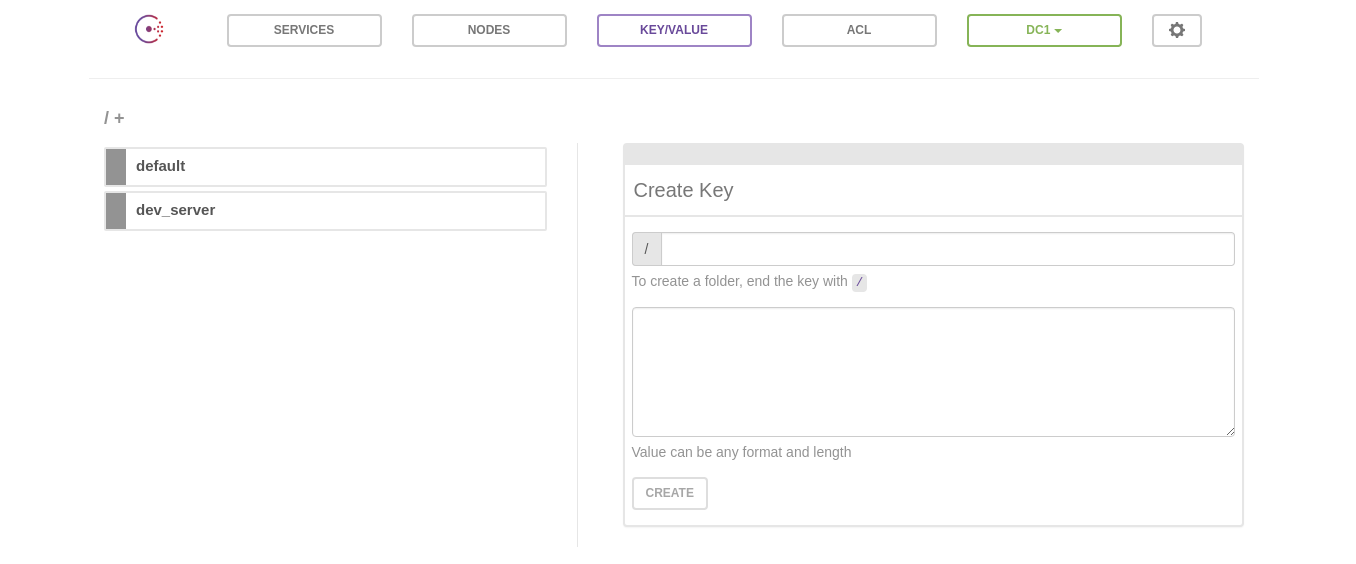 SERVICES NODES KEY/VALUE ACL DC1
/ +
default
dev_server
Create Key
/
To create a folder, end the key with /
Value can be any format and length
CREATE